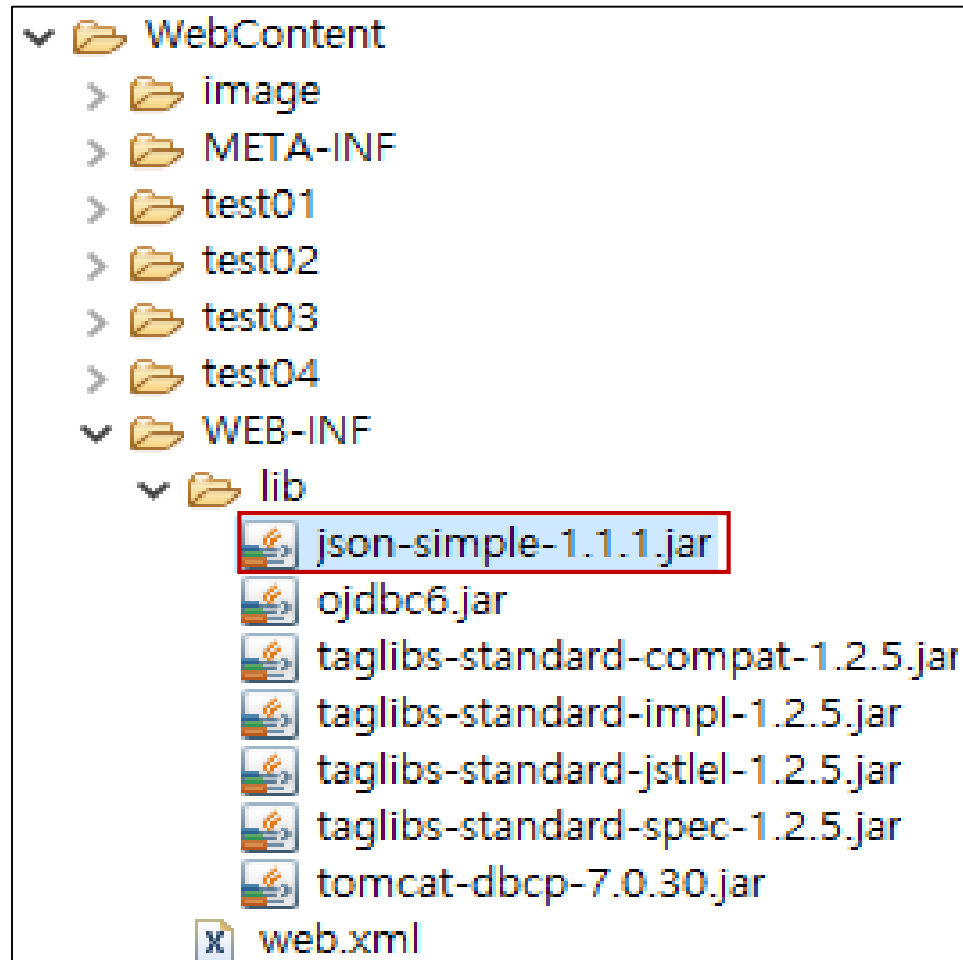 WebContent
image
META-INF
test01
test02
test03
test04
WEB-INF
lib
json-simple-1.1.1.jar
ojdbc6.jar
taglibs-standard-compat-1.2.5.jar
taglibs-standard-impl-1.2.5.jar
taglibs-standard-jstlel-1.2.5.jar
taglibs-standard-spec-1.2.5.jar
tomcat-dbcp-7.0.30.jar
web.xml